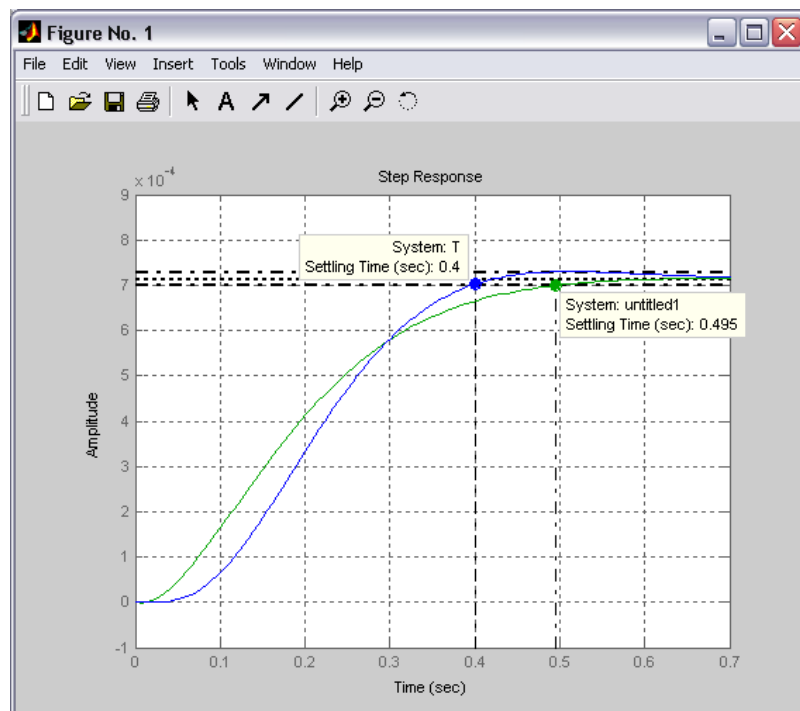 Figure No. 1
File Edit View Insert Tools Window Help
A
× 10⁻⁴
Step Response
9
8
7
6
5
4
3
2
1
0
-1
Amplitude
System: T
Settling Time (sec): 0.4
System: untitled1
Settling Time (sec): 0.495
0 0.1 0.2 0.3 0.4 0.5 0.6 0.7
Time (sec)